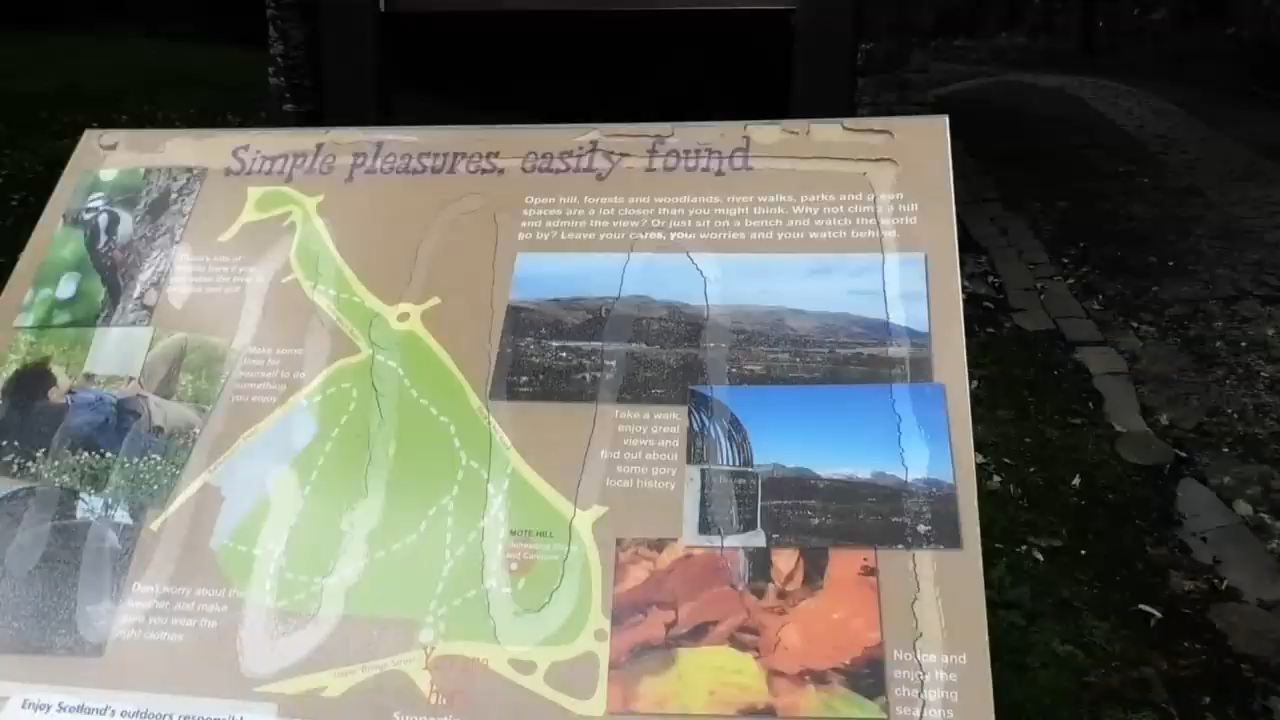 Simple pleasures, easily found
Open hill, forests and woodlands, river walks, parks and green
spaces are a lot closer than you might think. Why not climb a hill
and admire the view? Or just sit on a bench and watch the world
go by? Leave your cares, your worries and your watch behind.
Make some
time for
yourself to do
something
you enjoy
Take a walk,
enjoy great
views and
find out about
some gory
local history
MOTE HILL
Don't worry about the
weather, and make
sure you wear the
right clothes
Upper Bridge Street
Notice and
enjoy the
changing
seasons
Enjoy Scotland's outdoors